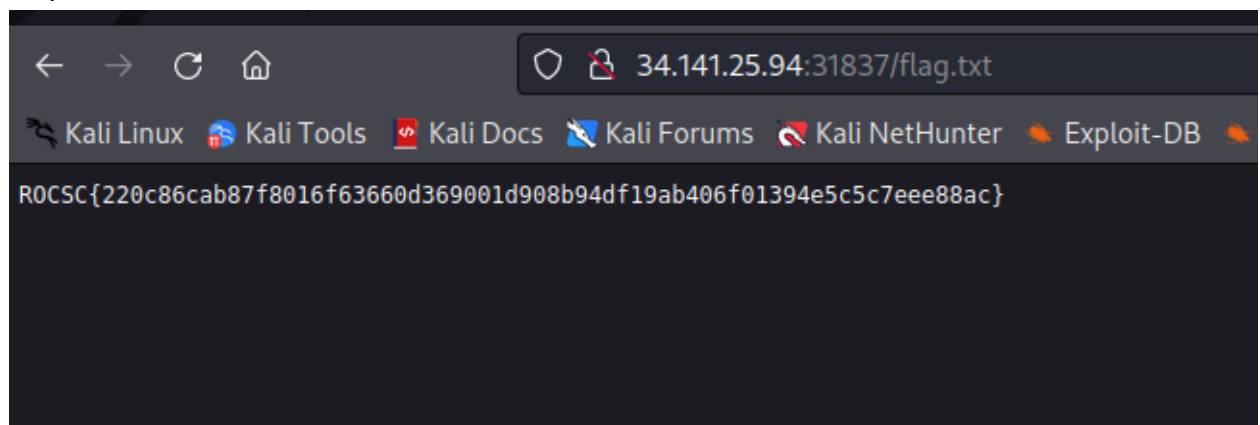 34.141.25.94:31837/flag.txt
Kali Linux Kali Tools Kali Docs Kali Forums Kali NetHunter Exploit-DB
ROCSC{220c86cab87f8016f63660d369001d908b94df19ab406f01394e5c5c7eee88ac}